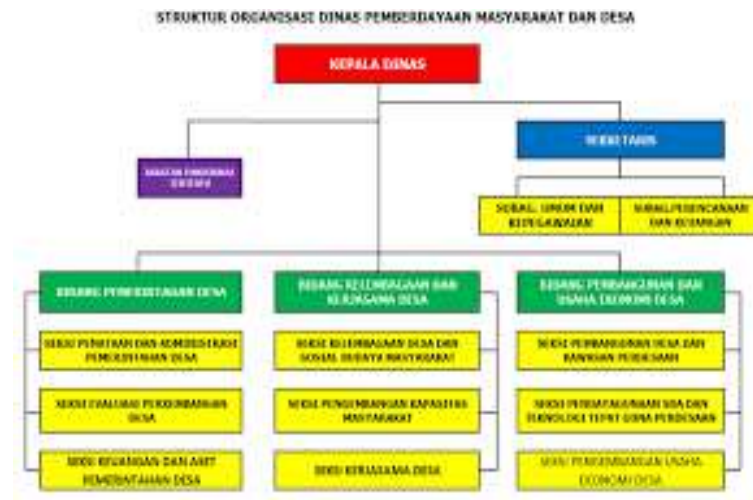 STRUKTUR ORGANISASI DINAS PEMBERDAYAAN MASYARAKAT DAN DESA
KEPALA DINAS
SEKRETARIS
JABATAN FUNGSIONAL
TERTENTU
SUBAG. UMUM DAN
KEPEGAWAIAN
SUBAG.PERENCANAAN
DAN KEUANGAN
BIDANG PEMERINTAHAN DESA
BIDANG KELEMBAGAAN DAN
KERJASAMA DESA
BIDANG PEMBANGUNAN DAN
USAHA EKONOMI DESA
SEKSI PENATAAN DAN ADMINISTRASI
PEMERINTAHAN DESA
SEKSI KELEMBAGAAN DESA DAN
SOSIAL BUDAYA MASYARAKAT
SEKSI PEMBANGUNAN DESA DAN
KAWASAN PERDESAAN
SEKSI EVALUASI PERKEMBANGAN
DESA
SEKSI PENGEMBANGAN KAPASITAS
MASYARAKAT
SEKSI PENDAYAGUNAAN SDA DAN
TEKNOLOGI TEPAT GUNA PERDESAAN
SEKSI KEUANGAN DAN ASET
PEMERINTAHAN DESA
SEKSI KERJASAMA DESA
SEKSI PENGEMBANGAN USAHA
EKONOMI DESA